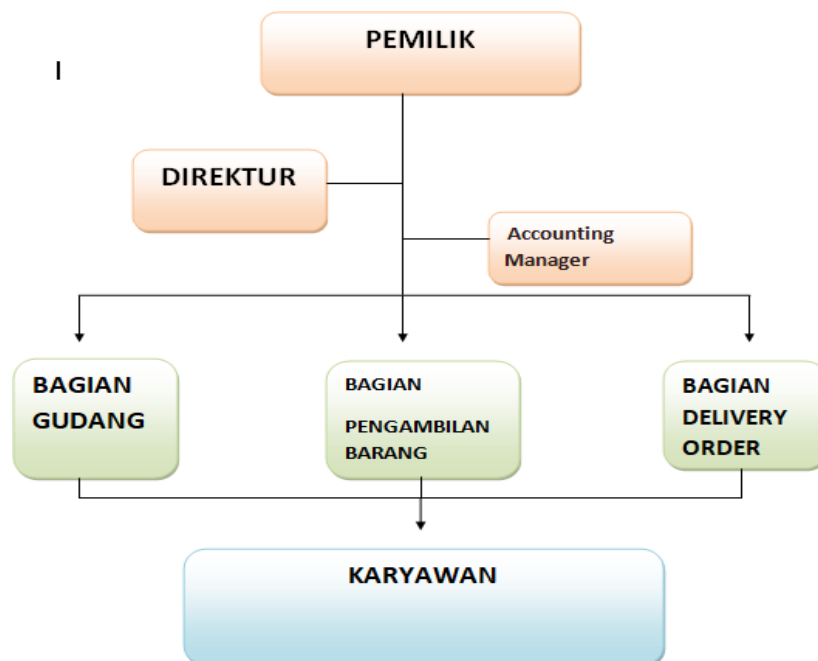 PEMILIK
I
DIREKTUR
Accounting
Manager
BAGIAN
GUDANG
BAGIAN
PENGAMBILAN
BARANG
BAGIAN
DELIVERY
ORDER
KARYAWAN